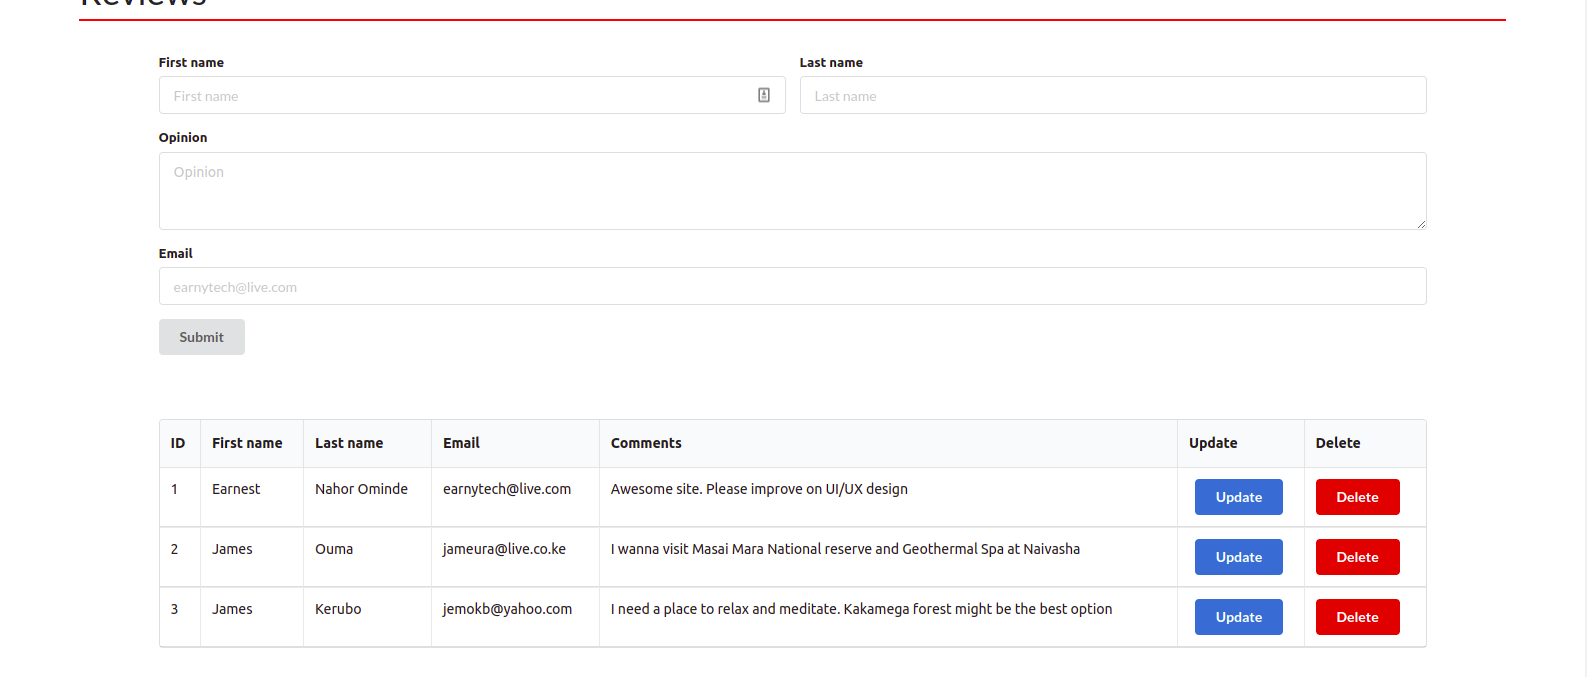 Reviews
First name Last name
First name Last name
Opinion
Opinion
Email
earnytech@live.com
Submit
ID First name Last name Email Comments Update Delete
1 Earnest Nahor Ominde earnytech@live.com Awesome site. Please improve on UI/UX design Update Delete
2 James Ouma jameura@live.co.ke I wanna visit Masai Mara National reserve and Geothermal Spa at Naivasha Update Delete
3 James Kerubo jemokb@yahoo.com I need a place to relax and meditate. Kakamega forest might be the best option Update Delete